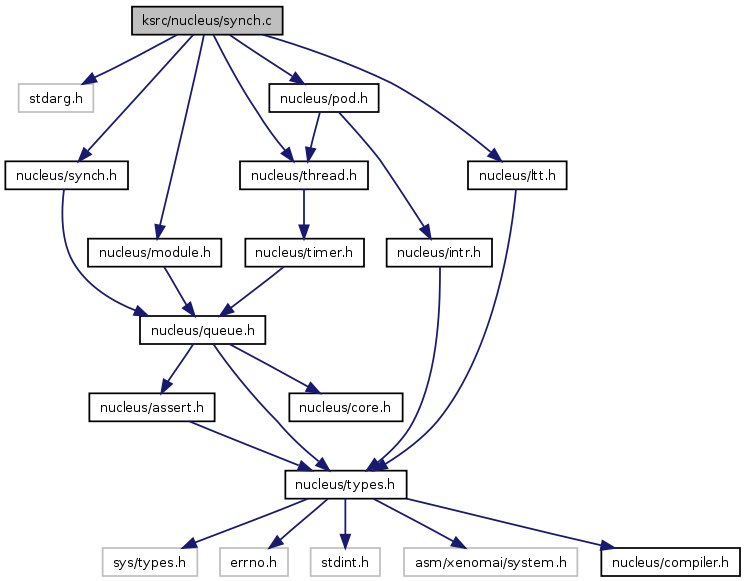 ksrc/nucleus/synch.c
stdarg.h
nucleus/pod.h
nucleus/synch.h
nucleus/thread.h
nucleus/ltt.h
nucleus/module.h
nucleus/timer.h
nucleus/intr.h
nucleus/queue.h
nucleus/assert.h
nucleus/core.h
nucleus/types.h
sys/types.h
errno.h
stdint.h
asm/xenomai/system.h
nucleus/compiler.h